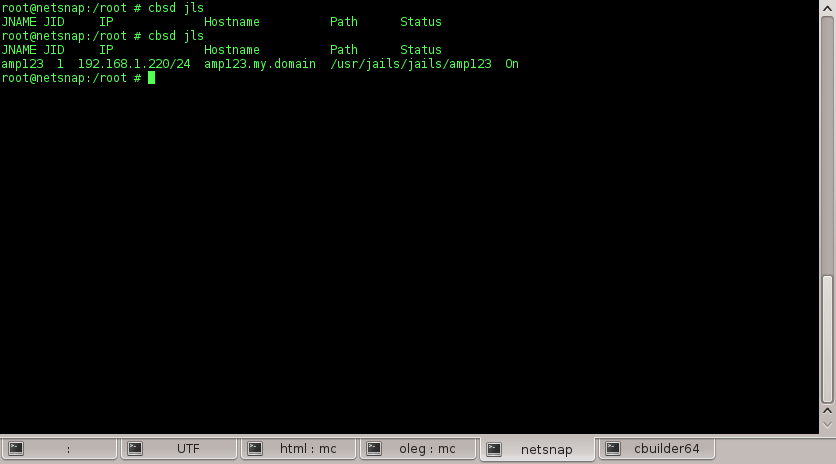 root@netsnap:/root # cbsd jls
JNAME JID     IP             Hostname          Path      Status
root@netsnap:/root # cbsd jls
JNAME JID     IP             Hostname          Path      Status
amp123  1  192.168.1.220/24  amp123.my.domain  /usr/jails/jails/amp123  On
root@netsnap:/root #
: UTF html : mc oleg : mc netsnap cbuilder64